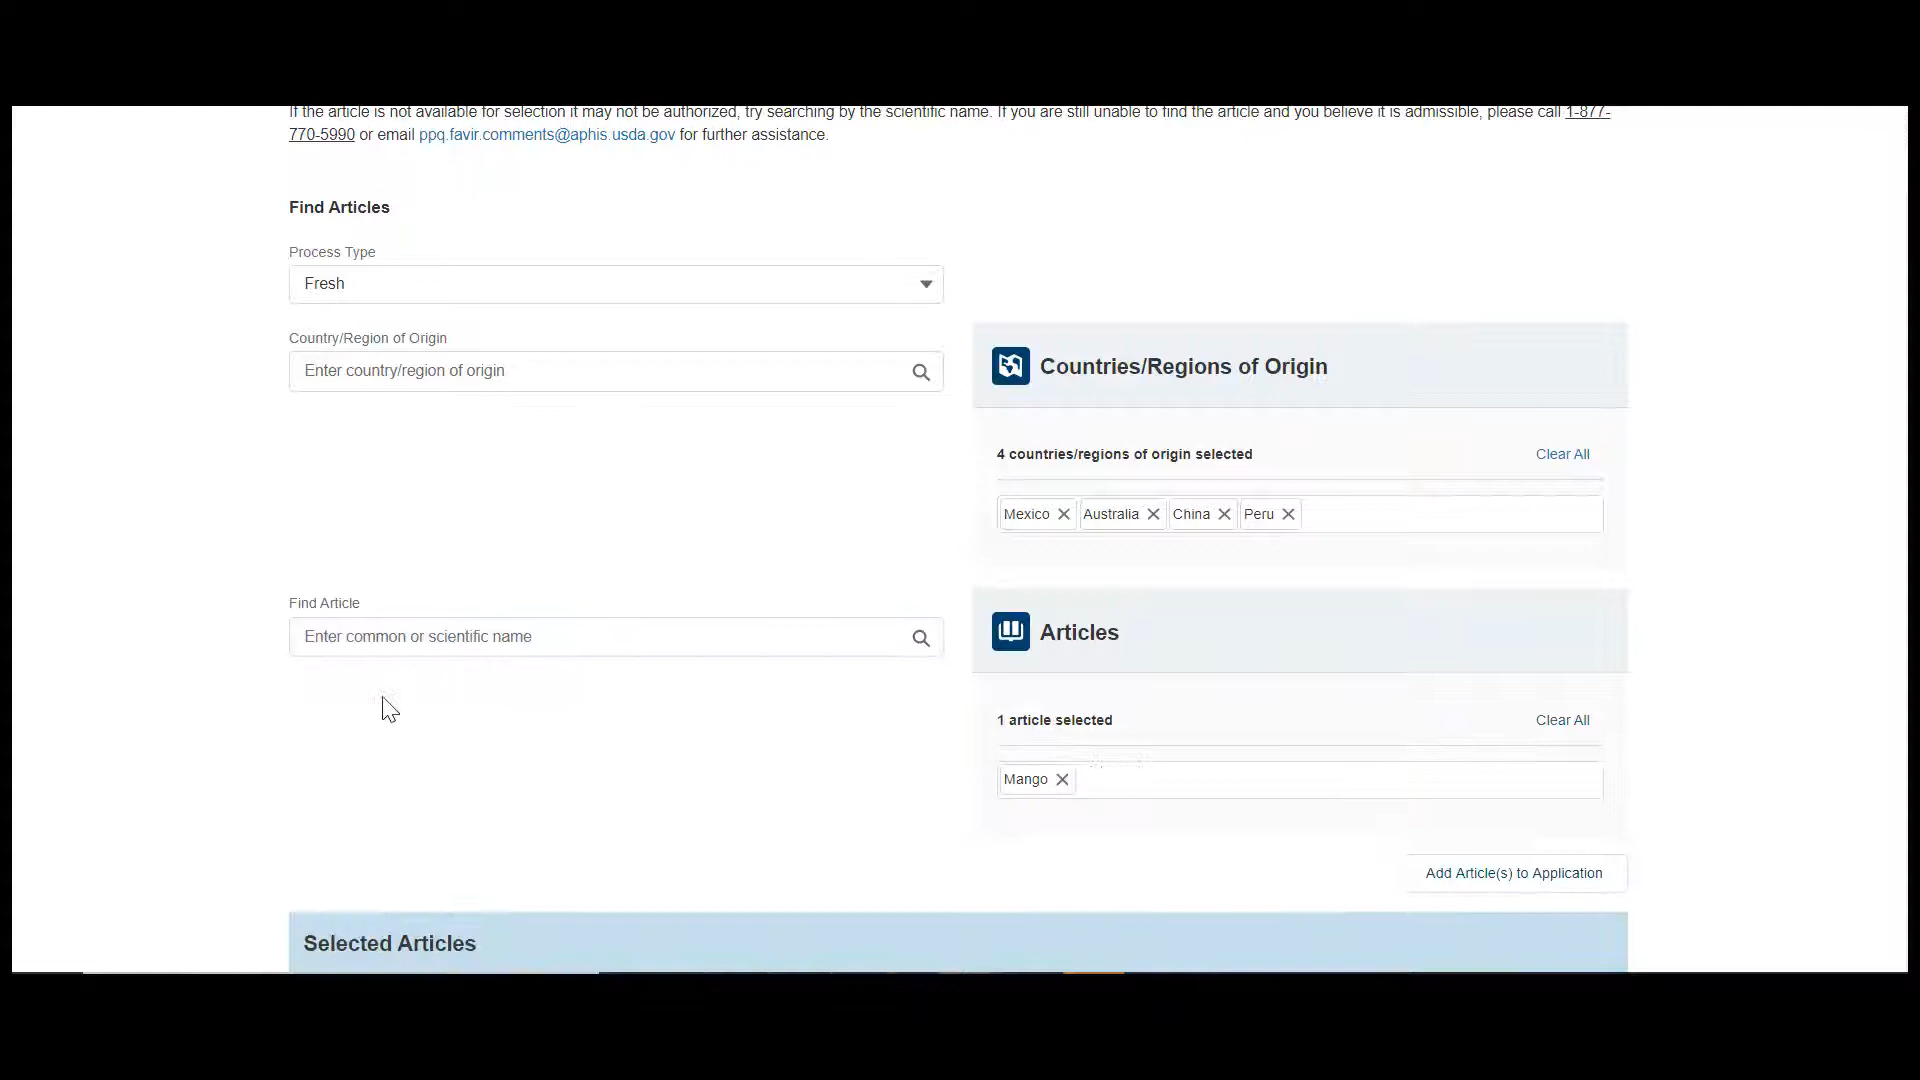 If the article is not available for selection it may not be authorized, try searching by the scientific name. If you are still unable to find the article and you believe it is admissible, please call 1-877-
770-5990 or email ppq.favir.comments@aphis.usda.gov for further assistance.
Find Articles
Process Type
Fresh
Country/Region of Origin
Enter country/region of origin
Countries/Regions of Origin
4 countries/regions of origin selected Clear All
Mexico Australia China Peru
Find Article
Enter common or scientific name
Articles
1 article selected Clear All
Mango
Add Article(s) to Application
Selected Articles